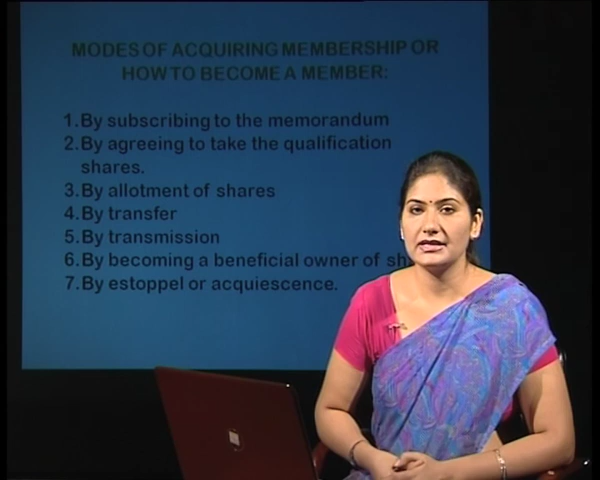 MODES OF ACQUIRING MEMBERSHIP OR
HOW TO BECOME A MEMBER:
1. By subscribing to the memorandum
2. By agreeing to take the qualification
shares.
3. By allotment of shares
4. By transfer
5. By transmission
6. By becoming a beneficial owner of
7. By estoppel or acquiescence.